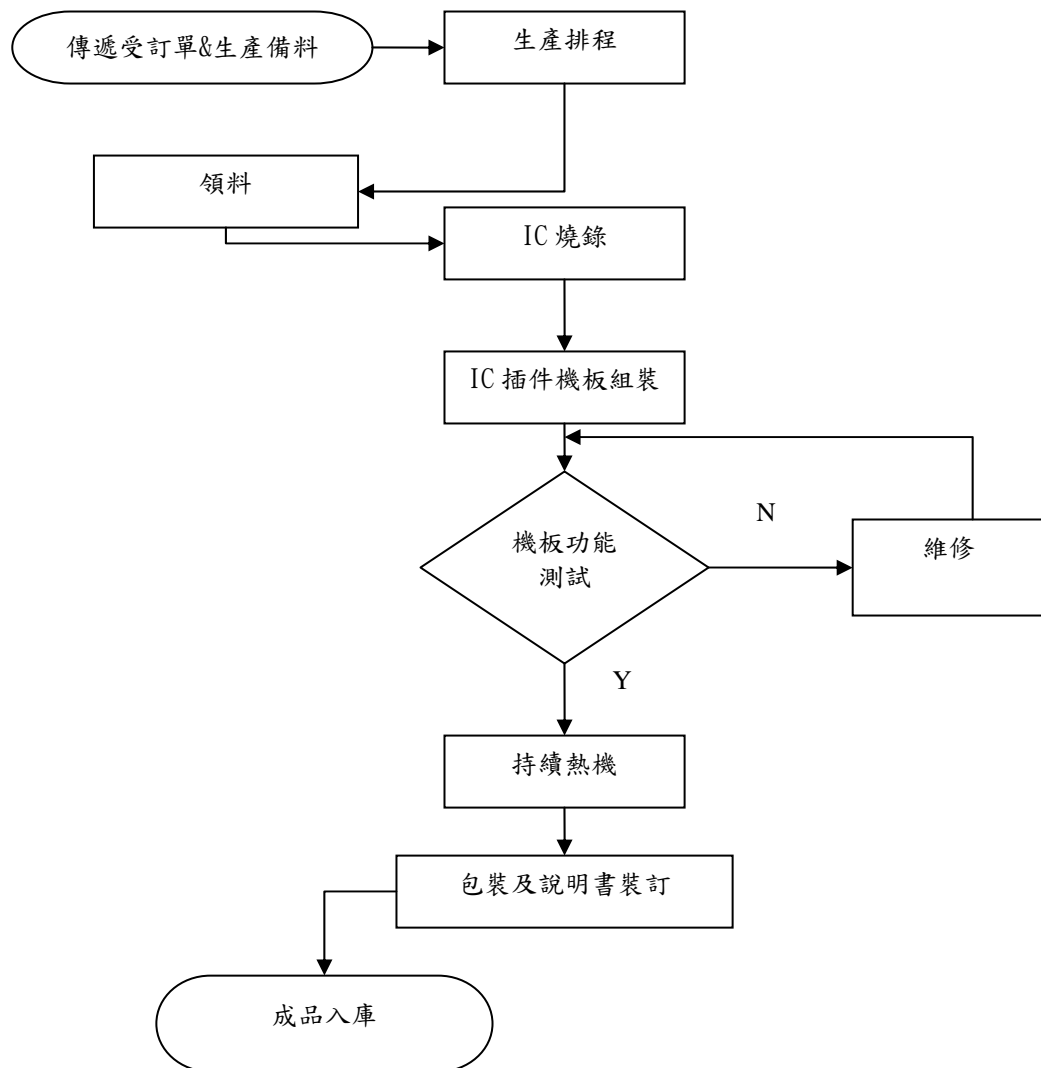 傳遞受訂單&生產備料
生產排程
領料
IC 燒錄
IC 插件機板組裝
機板功能
測試
N
維修
Y
持續熱機
包裝及說明書裝訂
成品入庫